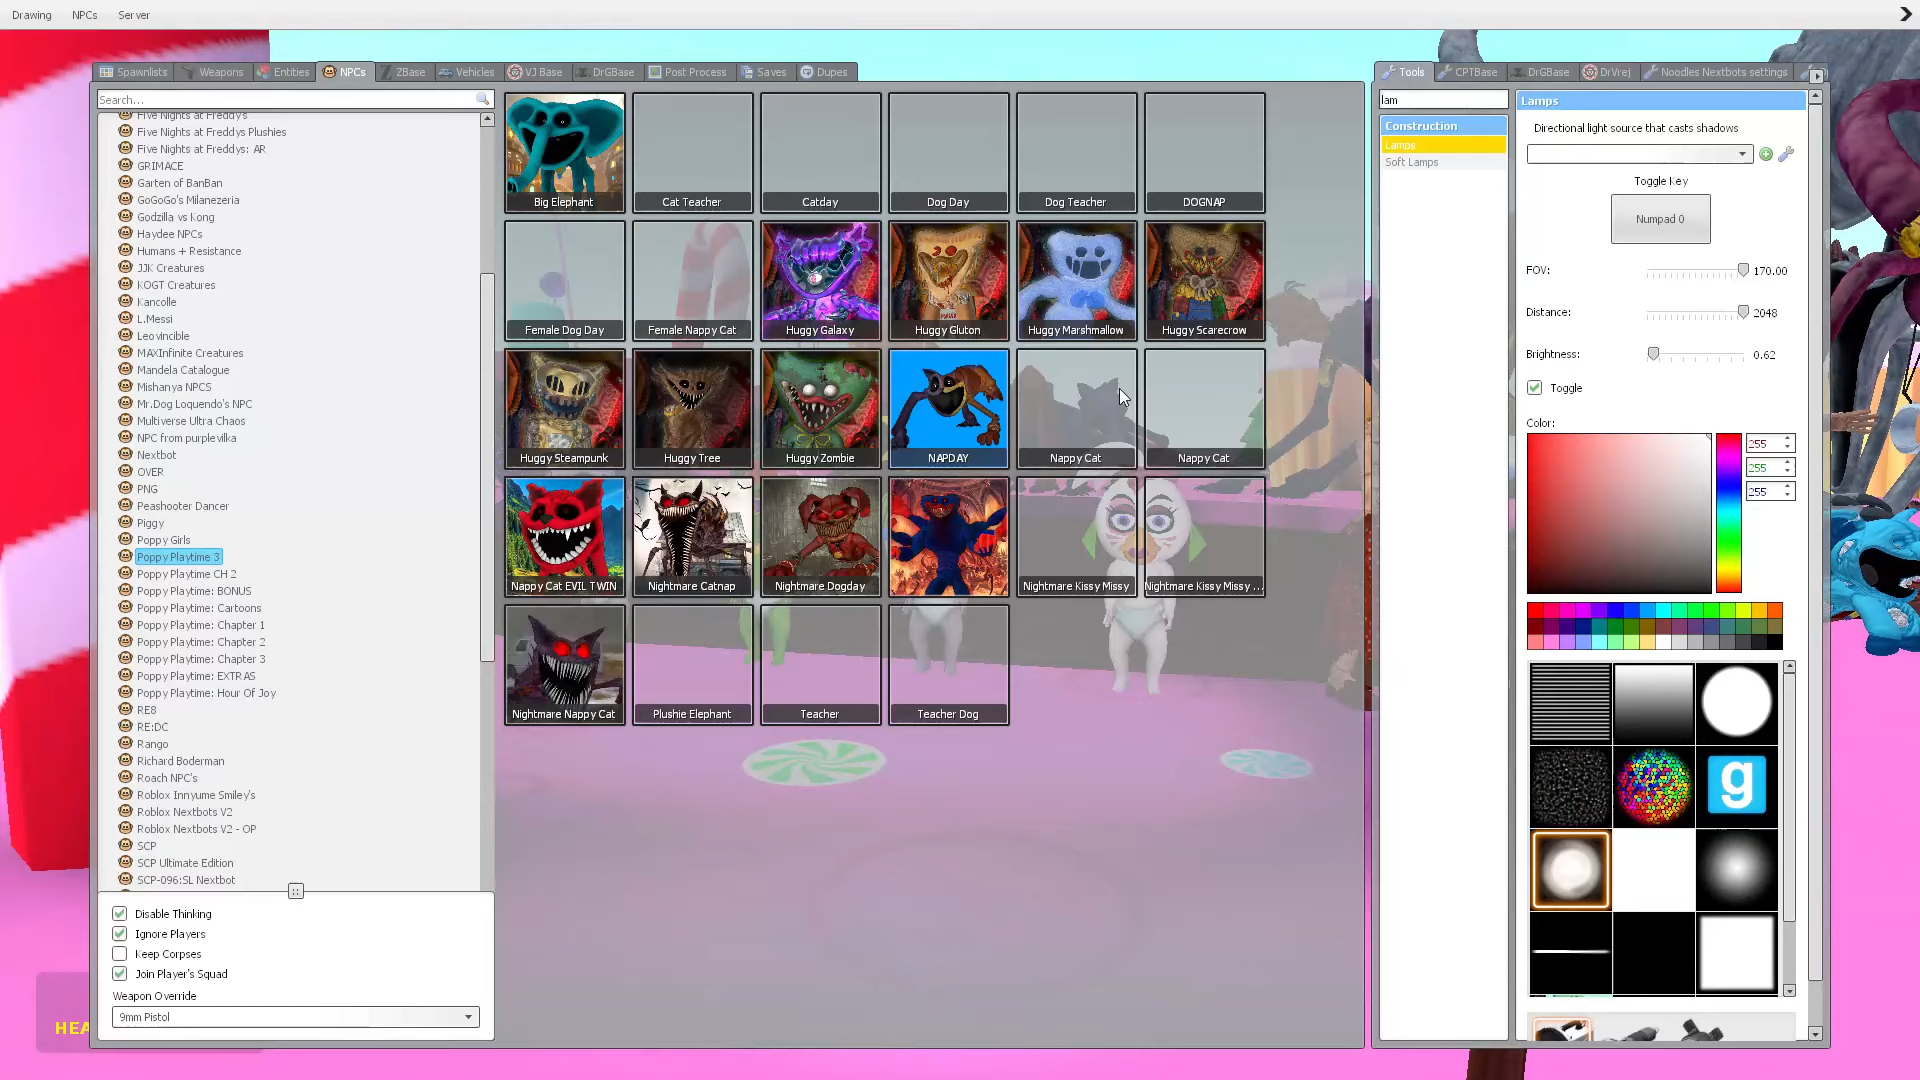 Drawing NPCs Server
Spawnlists Weapons Entities NPCs ZBase Vehicles VJ Base DrGBase Post Process Saves Dupes
Search...
Five Nights at Freddys
Five Nights at Freddys Plushies
Five Nights at Freddys: AR
GRIMACE
Garten of BanBan
GoGoGo's Milanezeria
Godzilla vs Kong
Haydee NPCs
Humans + Resistance
JJK Creatures
KOGT Creatures
Kancolle
L.Messi
Leovincible
MAXInfinite Creatures
Mandela Catalogue
Mishanya NPCS
Mr.Dog Loquendo's NPC
Multiverse Ultra Chaos
NPC from purplevilka
Nextbot
OVER
PNG
Peashooter Dancer
Piggy
Poppy Girls
Poppy Playtime 3
Poppy Playtime CH 2
Poppy Playtime: BONUS
Poppy Playtime: Cartoons
Poppy Playtime: Chapter 1
Poppy Playtime: Chapter 2
Poppy Playtime: Chapter 3
Poppy Playtime: EXTRAS
Poppy Playtime: Hour Of Joy
RE8
RE:DC
Rango
Richard Boderman
Roach NPC's
Roblox Innyume Smiley's
Roblox Nextbots V2
Roblox Nextbots V2 - OP
SCP
SCP Ultimate Edition
SCP-096:SL Nextbot
Disable Thinking
Ignore Players
Keep Corpses
Join Player's Squad
Weapon Override
9mm Pistol
HEA
Big Elephant Cat Teacher Catday Dog Day Dog Teacher DOGNAP
Female Dog Day Female Nappy Cat Huggy Galaxy Huggy Gluton Huggy Marshmallow Huggy Scarecrow
Huggy Steampunk Huggy Tree Huggy Zombie NAPDAY Nappy Cat Nappy Cat
Nappy Cat EVIL TWIN Nightmare Catnap Nightmare Dogday Nightmare Kissy Missy Nightmare Kissy Missy ...
Nightmare Nappy Cat Plushie Elephant Teacher Teacher Dog
Tools CPTBase DrGBase DrVrej Noodles Nextbots settings
lam
Construction
Lamps
Soft Lamps
Lamps
Directional light source that casts shadows
Toggle Key
Numpad 0
FOV: 170.00
Distance: 2048
Brightness: 0.62
Toggle
Color:
255
255
255
g